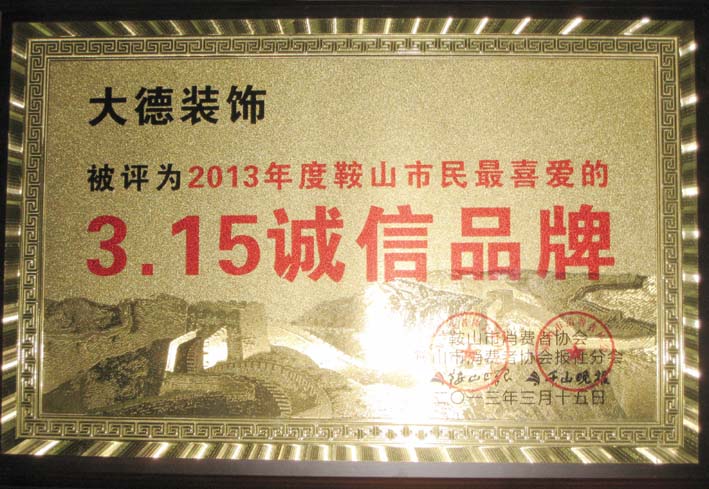 大德装饰
被评为2013年度鞍山市民最喜爱的
3.15诚信品牌
鞍山市消费者协会
山市消费者协会报社分会
鞍山日报 千山晚报
二〇一三年三月十五日